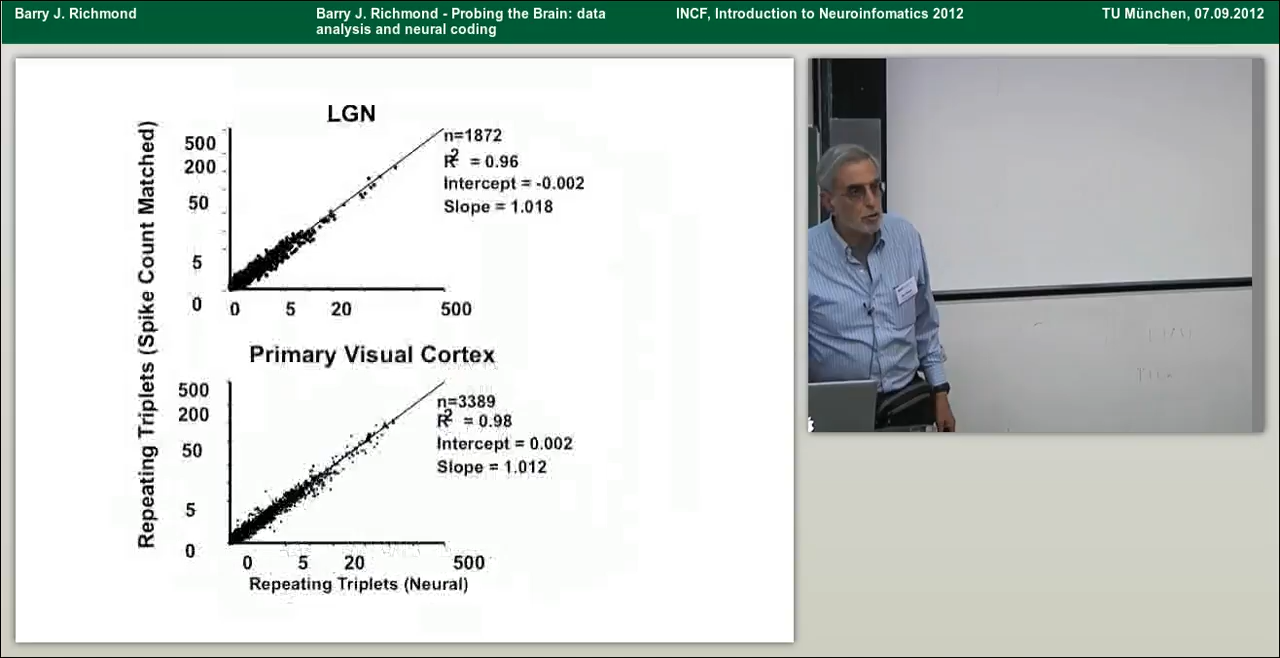 Barry J. Richmond
Barry J. Richmond - Probing the Brain: data
analysis and neural coding
INCF, Introduction to Neuroinfomatics 2012
TU München, 07.09.2012
LGN
Repeating Triplets (Spike Count Matched)
500
200
50
5
0
n=1872
R² = 0.96
Intercept = -0.002
Slope = 1.018
0 5 20 500
Primary Visual Cortex
500
200
50
5
0
n=3389
R² = 0.98
Intercept = 0.002
Slope = 1.012
0 5 20 500
Repeating Triplets (Neural)